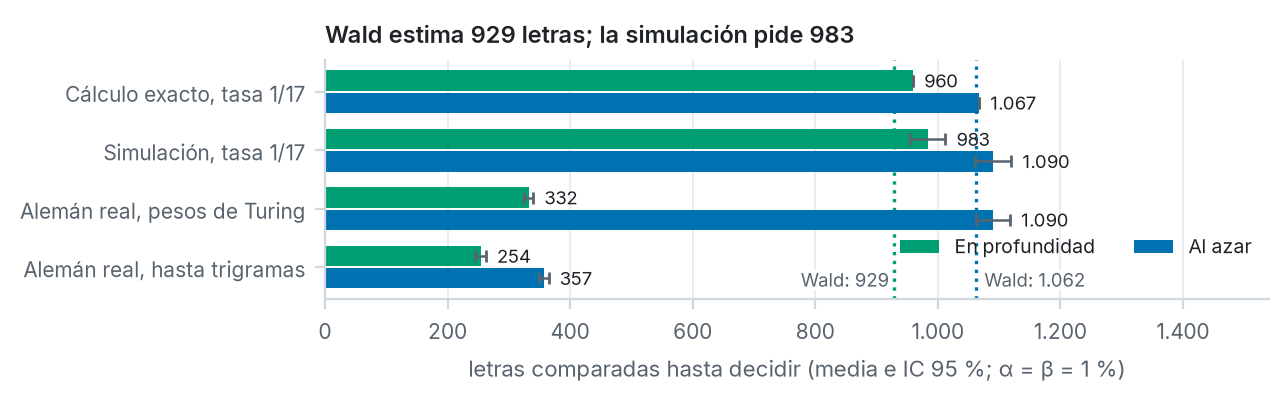 Wald estima 929 letras; la simulación pide 983
Cálculo exacto, tasa 1/17
960
1.067
Simulación, tasa 1/17
983
1.090
Alemán real, pesos de Turing
332
1.090
En profundidad
Al azar
Alemán real, hasta trigramas
254
357
Wald: 929
Wald: 1.062
0 200 400 600 800 1.000 1.200 1.400
letras comparadas hasta decidir (media e IC 95 %; α = β = 1 %)